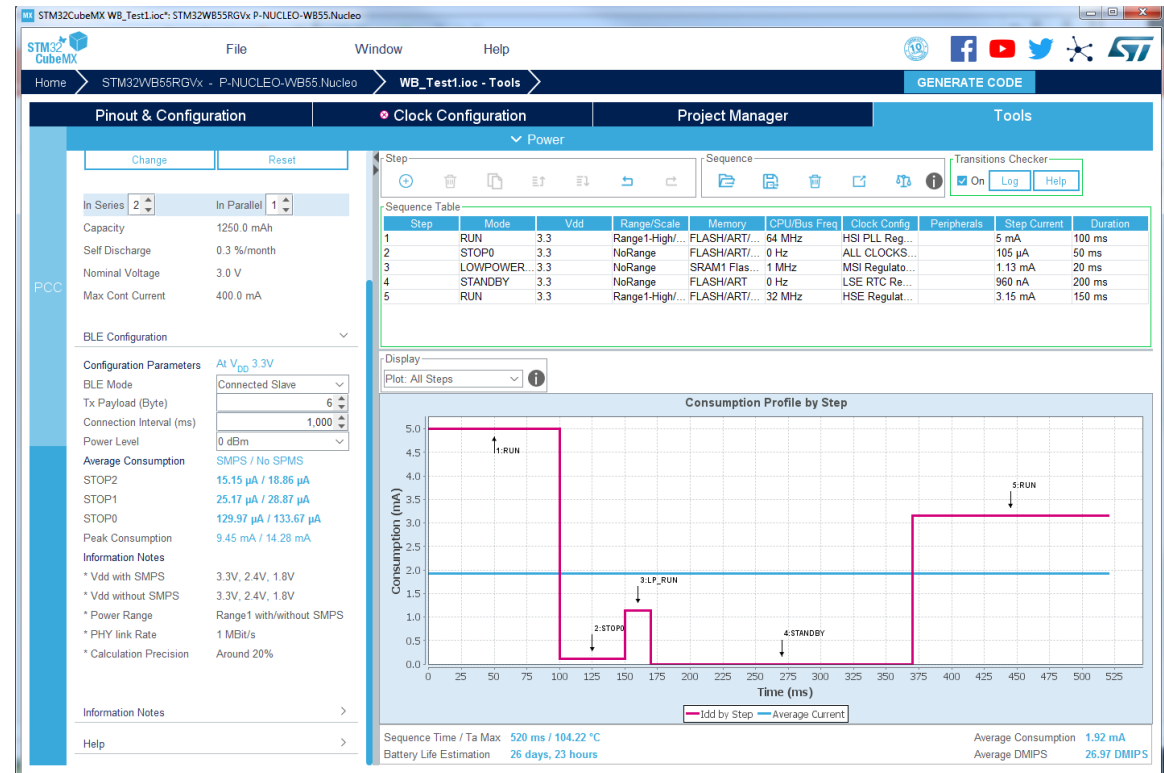 STM32CubeMX WB_Test1.ioc*: STM32WB55RGVx P-NUCLEO-WB55.Nucleo
STM32
CubeMX
File Window Help
10
Home STM32WB55RGVx - P-NUCLEO-WB55.Nucleo WB_Test1.ioc - Tools GENERATE CODE
Pinout & Configuration Clock Configuration Project Manager Tools
Power
PCC
Change Reset
In Series 2 In Parallel 1
Capacity 1250.0 mAh
Self Discharge 0.3 %/month
Nominal Voltage 3.0 V
Max Cont Current 400.0 mA
BLE Configuration
Configuration Parameters At VDD 3.3V
BLE Mode Connected Slave
Tx Payload (Byte) 6
Connection Interval (ms) 1,000
Power Level 0 dBm
Average Consumption SMPS / No SPMS
STOP2 15.15 µA / 18.86 µA
STOP1 25.17 µA / 28.87 µA
STOP0 129.97 µA / 133.67 µA
Peak Consumption 9.45 mA / 14.28 mA
Information Notes
* Vdd with SMPS 3.3V, 2.4V, 1.8V
* Vdd without SMPS 3.3V, 2.4V, 1.8V
* Power Range Range1 with/without SMPS
* PHY link Rate 1 MBit/s
* Calculation Precision Around 20%
Information Notes
Help
Step Sequence Transitions Checker
On Log Help
Sequence Table
Step Mode Vdd Range/Scale Memory CPU/Bus Freq Clock Config Peripherals Step Current Duration
1 RUN 3.3 Range1-High/... FLASH/ART/... 64 MHz HSI PLL Reg... 5 mA 100 ms
2 STOP0 3.3 NoRange FLASH/ART/... 0 Hz ALL CLOCKS... 105 µA 50 ms
3 LOWPOWER... 3.3 NoRange SRAM1 Flas... 1 MHz MSI Regulato... 1.13 mA 20 ms
4 STANDBY 3.3 NoRange FLASH/ART 0 Hz LSE RTC Re... 960 nA 200 ms
5 RUN 3.3 Range1-High/... FLASH/ART/... 32 MHz HSE Regulat... 3.15 mA 150 ms
Display
Plot: All Steps
Consumption Profile by Step
Consumption (mA)
5.0
4.5
4.0
3.5
3.0
2.5
2.0
1.5
1.0
0.5
0.0
1:RUN
2:STOP0
3:LP_RUN
4:STANDBY
5:RUN
0 25 50 75 100 125 150 175 200 225 250 275 300 325 350 375 400 425 450 475 500 525
Time (ms)
Idd by Step Average Current
Sequence Time / Ta Max 520 ms / 104.22 °C Average Consumption 1.92 mA
Battery Life Estimation 26 days, 23 hours Average DMIPS 26.97 DMIPS